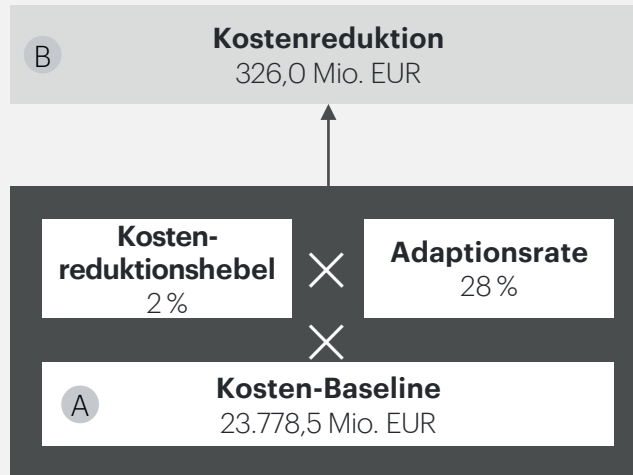 B
Kostenreduktion
326,0 Mio. EUR
Kosten-
reduktionshebel
2 %
Adaptionsrate
28 %
A
Kosten-Baseline
23.778,5 Mio. EUR